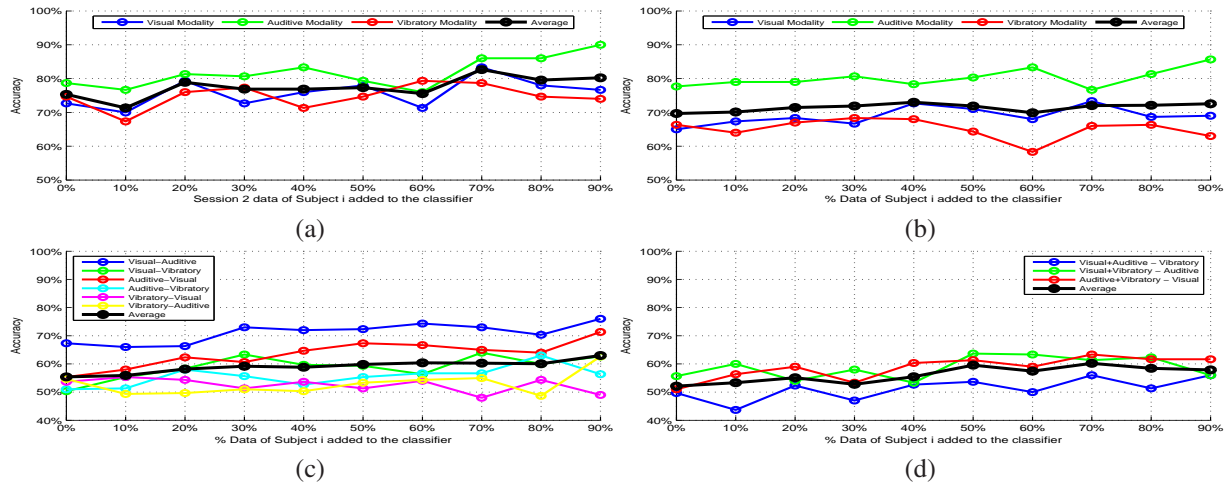 Visual Modality Auditive Modality Vibratory Modality Average
100%
90%
80%
70%
60%
50%
Accuracy
0% 10% 20% 30% 40% 50% 60% 70% 80% 90%
Session 2 data of Subject i added to the classifier
(a)
Visual Modality Auditive Modality Vibratory Modality Average
100%
90%
80%
70%
60%
50%
Accuracy
0% 10% 20% 30% 40% 50% 60% 70% 80% 90%
% Data of Subject i added to the classifier
(b)
100%
90%
80%
70%
60%
50%
40%
Accuracy
Visual−Auditive
Visual−Vibratory
Auditive−Visual
Auditive−Vibratory
Vibratory−Visual
Vibratory−Auditive
Average
0% 10% 20% 30% 40% 50% 60% 70% 80% 90%
% Data of Subject i added to the classifier
(c)
100%
90%
80%
70%
60%
50%
40%
Accuracy
Visual+Auditive − Vibratory
Visual+Vibratory − Auditive
Auditive+Vibratory − Visual
Average
0% 10% 20% 30% 40% 50% 60% 70% 80% 90%
% Data of Subject i added to the classifier
(d)